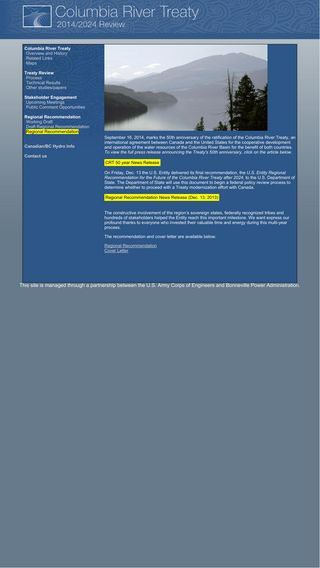 Columbia River Treaty
2014/2024 Review
Columbia River Treaty
Overview and History
Related Links
Maps
Treaty Review
Process
Technical Results
Other studies/papers
Stakeholder Engagement
Upcoming Meetings
Public Comment Opportunities
Regional Recommendation
Working Draft
Draft Regional Recommendation
Regional Recommendation
Canadian/BC Hydro Info
Contact us
September 16, 2014, marks the 50th anniversary of the ratification of the Columbia River Treaty, an
international agreement between Canada and the United States for the cooperative development
and operation of the water resources of the Columbia River Basin for the benefit of both countries.
To view the full press release announcing the Treaty's 50th anniversary, click on the article below.
CRT 50 year News Release
On Friday, Dec. 13 the U.S. Entity delivered its final recommendation, the U.S. Entity Regional
Recommendation for the Future of the Columbia River Treaty after 2024, to the U.S. Department of
State. The Department of State will use this document to begin a federal policy review process to
determine whether to proceed with a Treaty modernization effort with Canada.
Regional Recommendation News Release (Dec. 13, 2013)
The constructive involvement of the region's sovereign states, federally recognized tribes and
hundreds of stakeholders helped the Entity reach this important milestone. We want express our
profound thanks to everyone who invested their valuable time and energy during this multi-year
process.
The recommendation and cover letter are available below.
Regional Recommendation
Cover Letter
This site is managed through a partnership between the U.S. Army Corps of Engineers and Bonneville Power Administration.